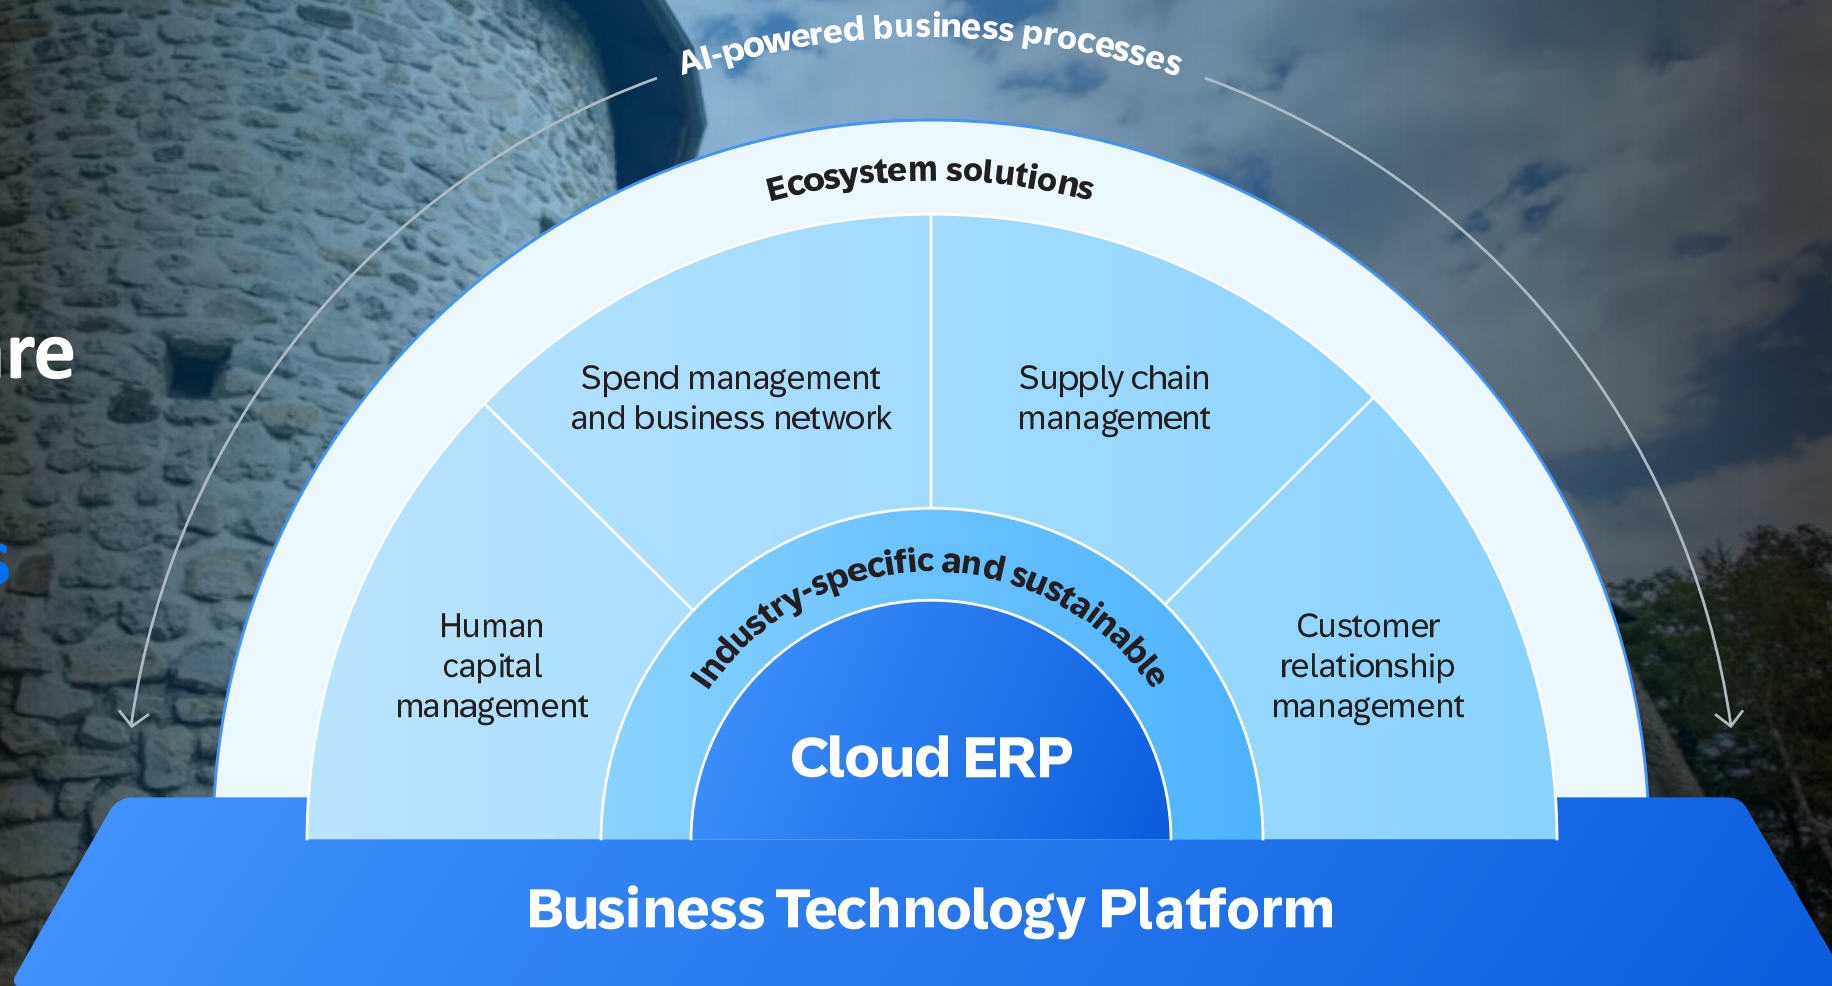 AI-powered business processes
Ecosystem solutions
Spend management
and business network
Supply chain
management
Human
capital
management
Industry-specific and sustainable
Customer
relationship
management
Cloud ERP
Business Technology Platform